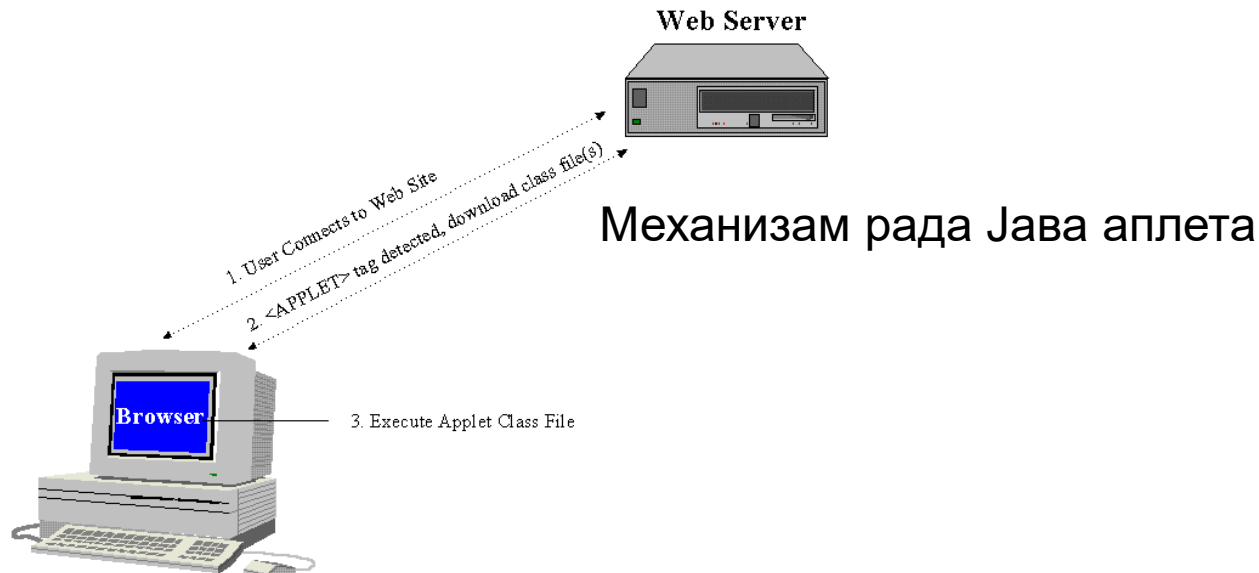 Web Server
1. User Connects to Web Site
2. <APPLET> tag detected, download class file(s)
Механизам рада Јава аплета
Browser
3. Execute Applet Class File